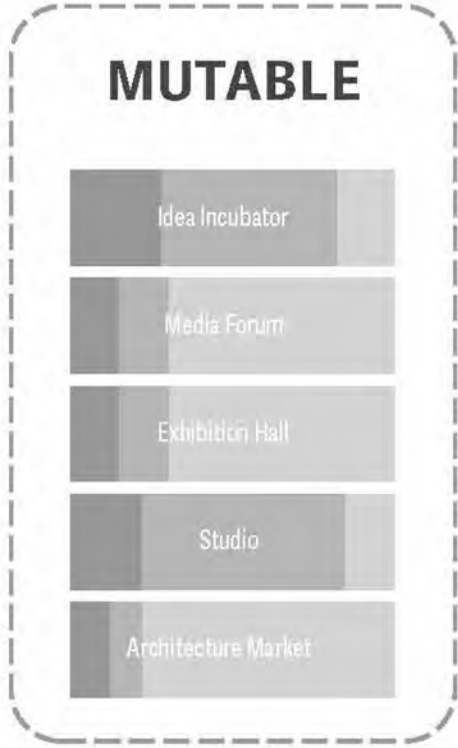 MUTABLE
Idea Incubator
Media Forum
Exhibition Hall
Studio
Architecture Market